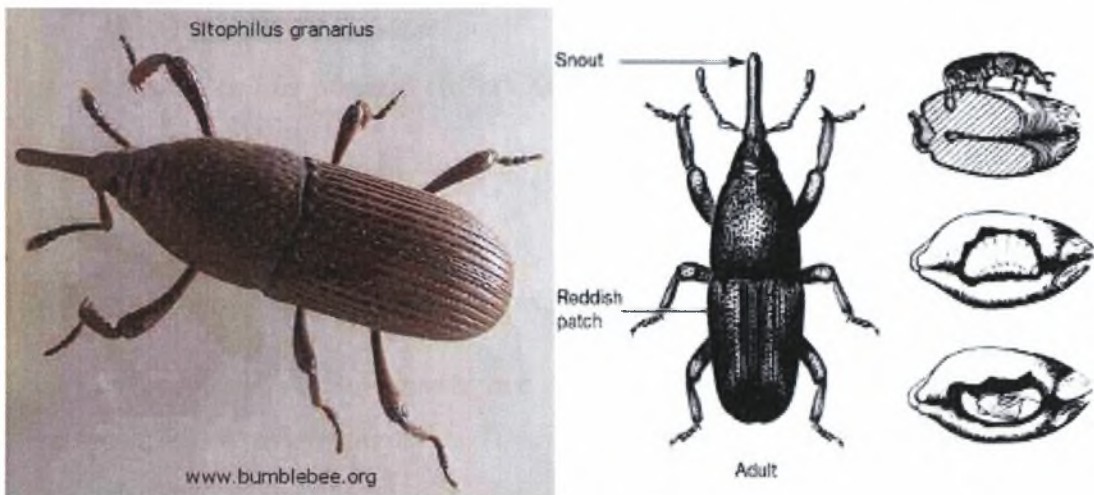 Sitophilus granarius
www.bumblebee.org
Snout
Reddish
patch
Adult